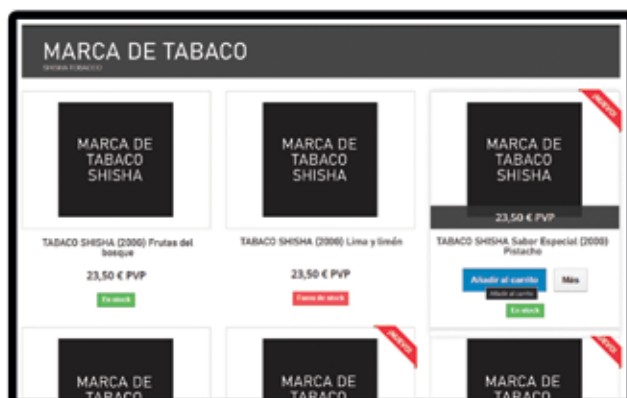 MARCA DE TABACO
SHISHA TOBACCO
MARCA DE
TABACO
SHISHA
MARCA DE
TABACO
SHISHA
¡NUEVO!
MARCA DE
TABACO
SHISHA
23,50 € PVP
TABACO SHISHA (2000) Frutas del
bosque
23,50 € PVP
En stock
TABACO SHISHA (2000) Lima y limón
23,50 € PVP
Fuera de stock
TABACO SHISHA Sabor Especial (2000)
Pistacho
Añadir al carrito
Más
Añadir al carrito
En stock
MARCA DE
TABACO
¡NUEVO!
MARCA DE
TABACO
¡NUEVO!
MARCA DE
TABACO